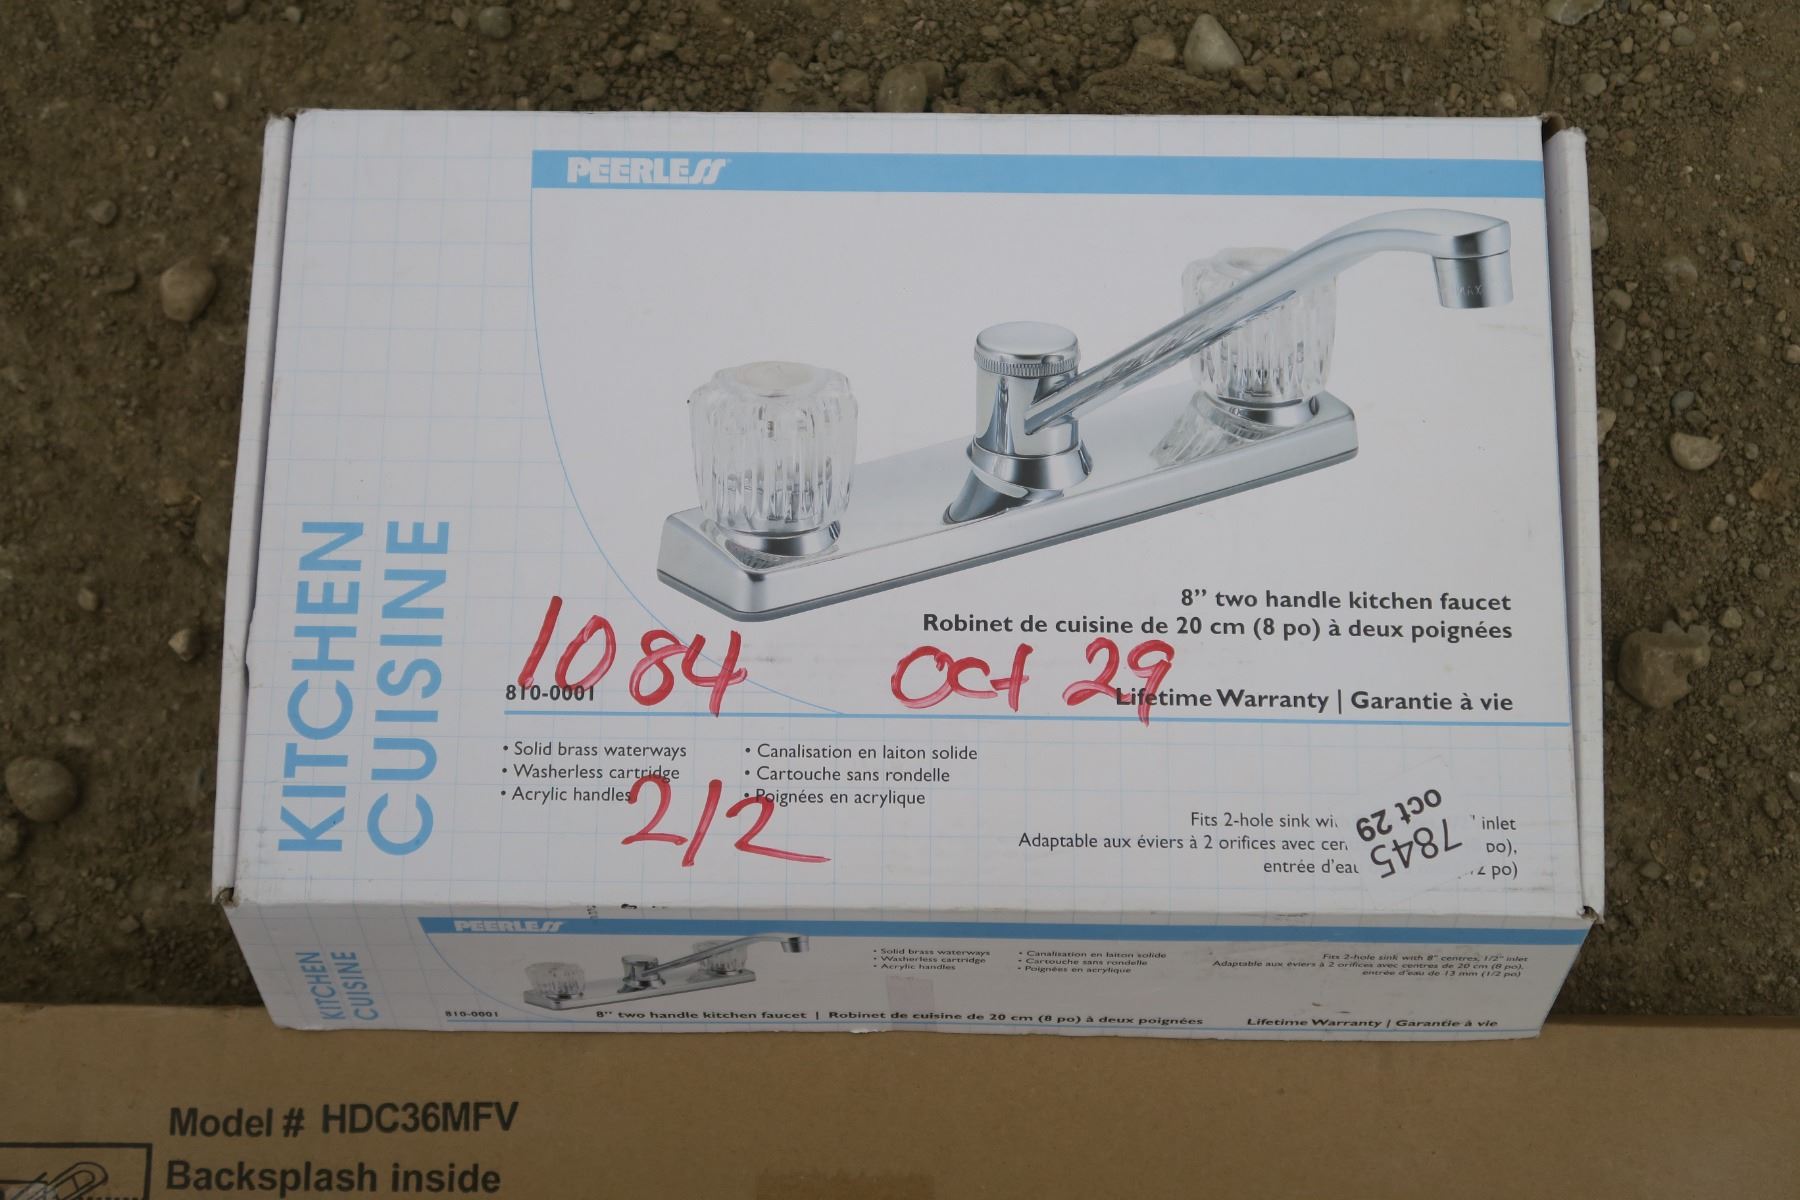 PEERLESS
KITCHEN
CUISINE
8” two handle kitchen faucet
Robinet de cuisine de 20 cm (8 po) à deux poignées
1084 Oct 29
810-0001
Lifetime Warranty | Garantie à vie
• Solid brass waterways
• Washerless cartridge
• Acrylic handles
• Canalisation en laiton solide
• Cartouche sans rondelle
• Poignées en acrylique
2/2
Fits 2-hole sink " inlet
Adaptable aux éviers à 2 orifices avec po),
entrée d'eau po)
7845
oct 29
PEERLESS
KITCHEN
CUISINE
• Solid brass waterways
• Washerless cartridge
• Acrylic handles
• Canalisation en laiton solide
• Cartouche sans rondelle
• Poignées en acrylique
Fits 2-hole sink with 8" centres, 1/2" inlet
Adaptable aux éviers à 2 orifices avec centres de 20 cm (8 po),
entrée d'eau de 13 mm (1/2 po)
810-0001
8” two handle kitchen faucet | Robinet de cuisine de 20 cm (8 po) à deux poignées
Lifetime Warranty / Garantie à vie
Model # HDC36MFV
Backsplash inside